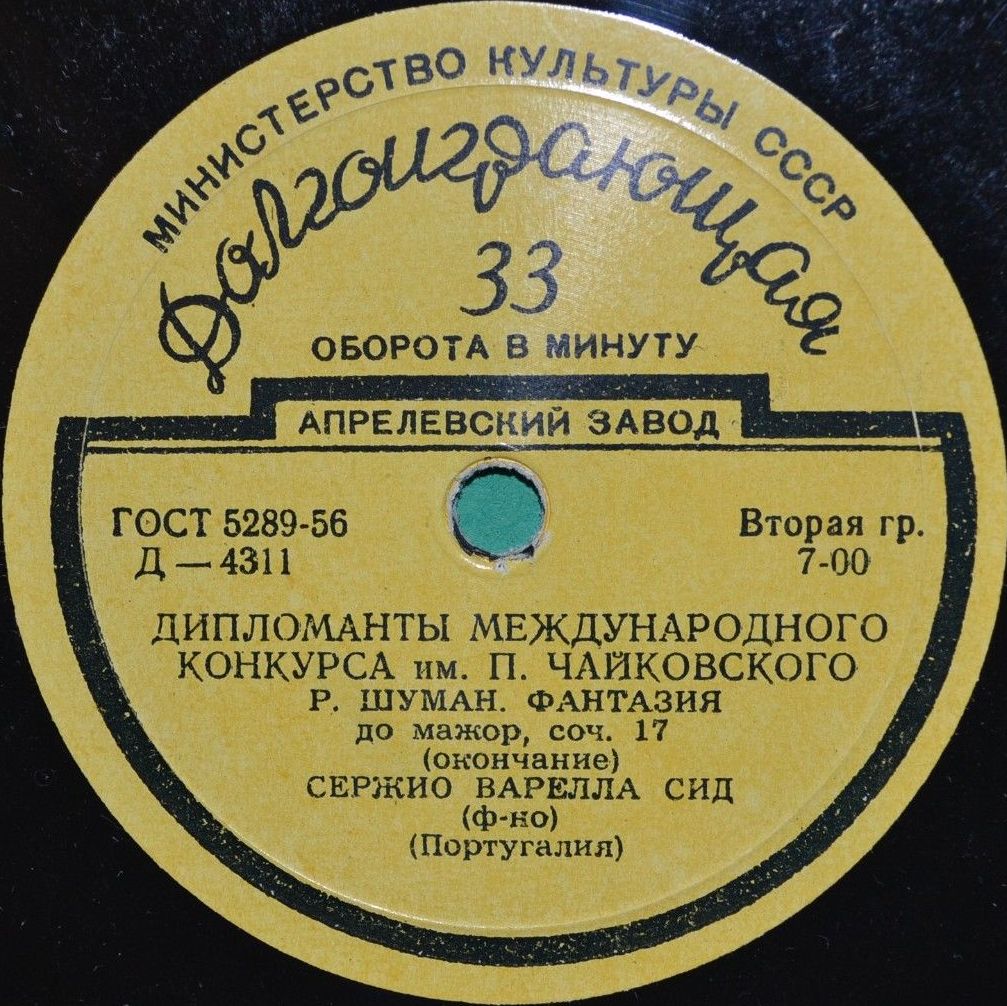 МИНИСТЕРСТВО КУЛЬТУРЫ СССР
Долгоиграющая
33
ОБОРОТА В МИНУТУ
АПРЕЛЕВСКИЙ ЗАВОД
ГОСТ 5289-56
Вторая гр.
Д — 4311
7-00
ДИПЛОМАНТЫ МЕЖДУНАРОДНОГО
КОНКУРСА им. П. ЧАЙКОВСКОГО
Р. ШУМАН. ФАНТАЗИЯ
до мажор, соч. 17
(окончание)
СЕРЖИО ВАРЕЛЛА СИД
(ф-но)
(Португалия)